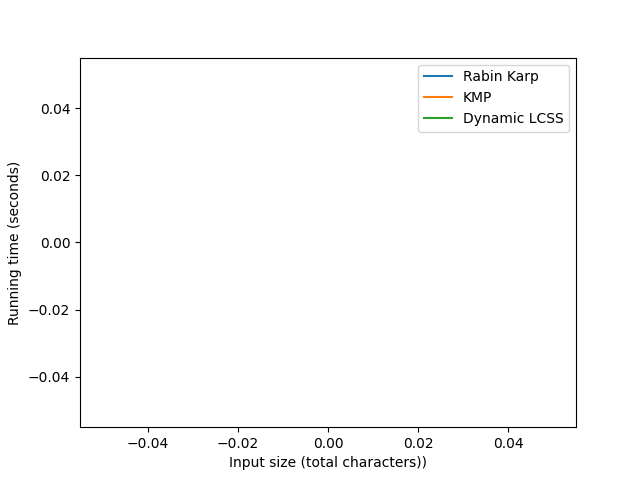 Rabin Karp
KMP
Dynamic LCSS
0.04
0.02
0.00
−0.02
−0.04
Running time (seconds)
−0.04
−0.02
0.00
0.02
0.04
Input size (total characters))